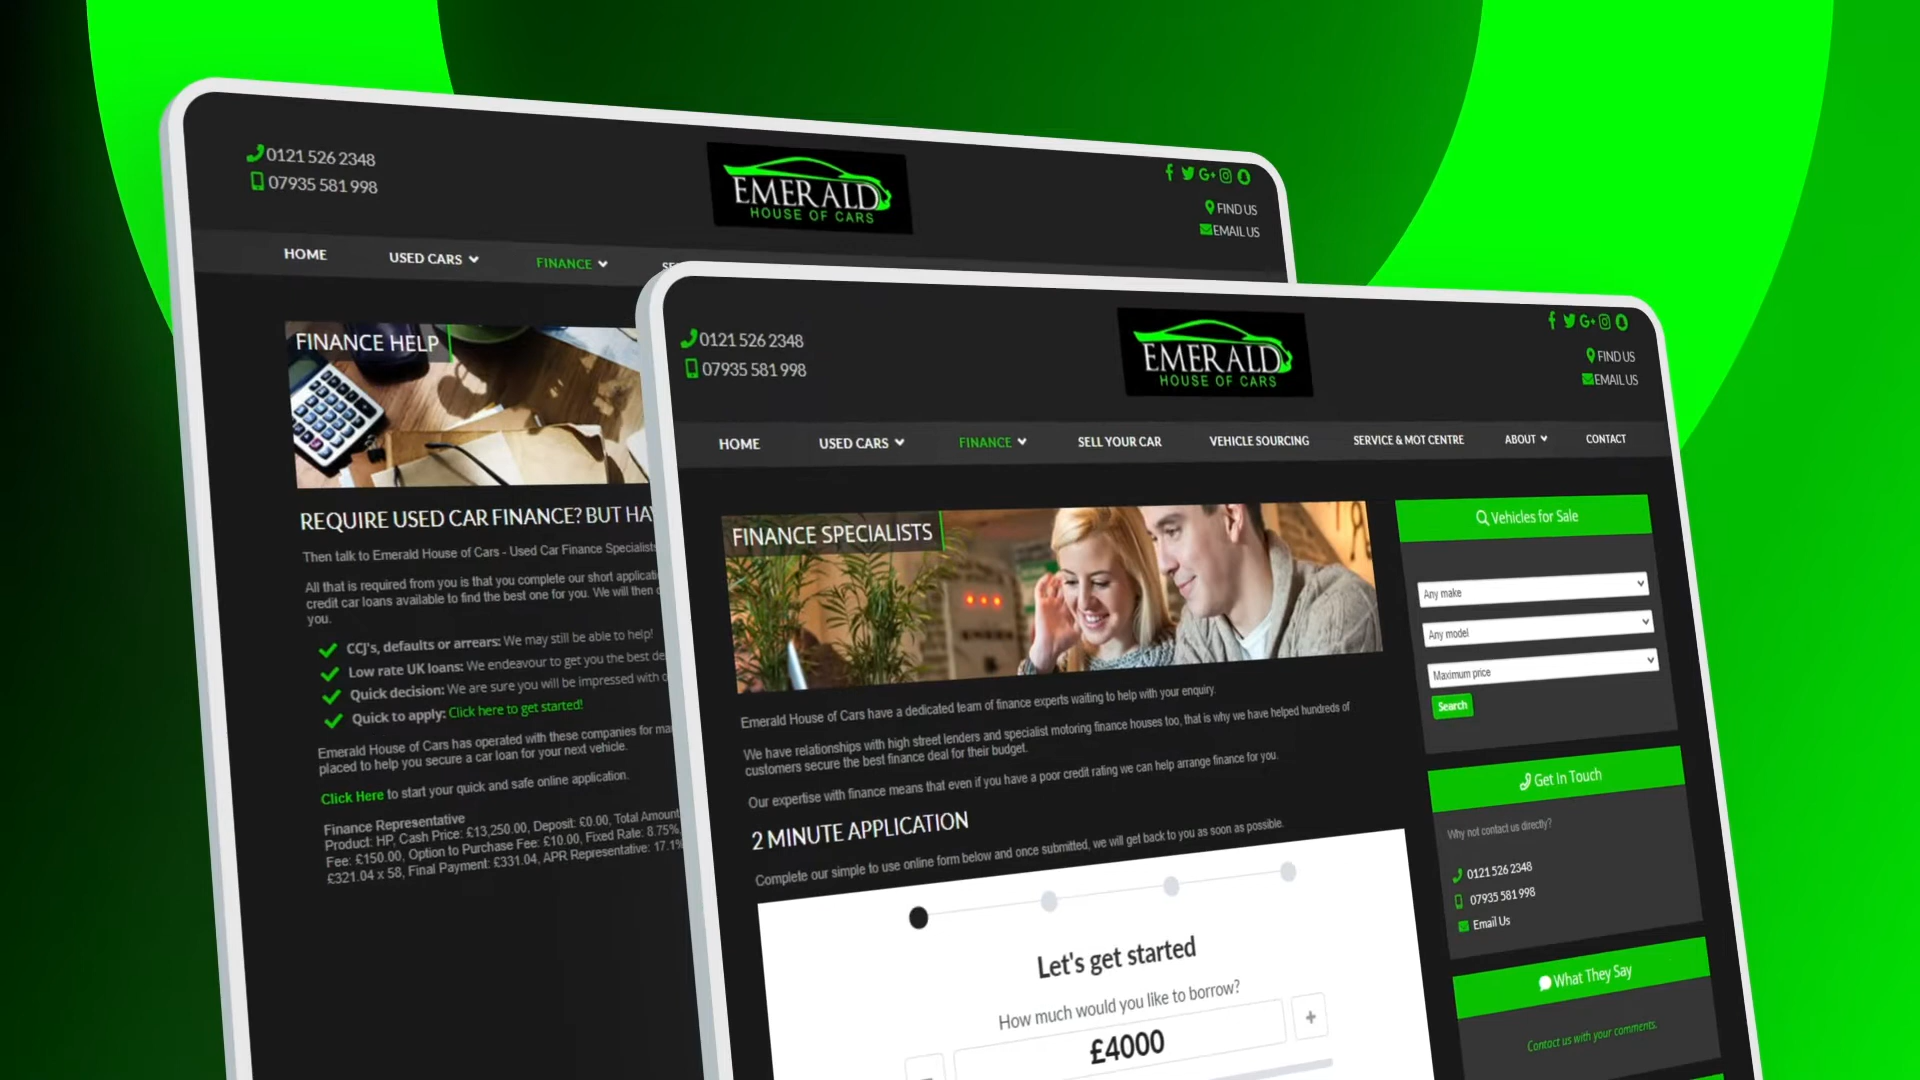 0121 526 2348
07935 581 998
EMERALD
HOUSE OF CARS
FIND US
EMAIL US
HOME
USED CARS
FINANCE
FINANCE HELP
REQUIRE USED CAR FINANCE? BUT
Then talk to Emerald House of Cars - Used Car Finance Specialists
All that is required from you is that you complete our short
credit car loans available to find the best one for you. We will then
you.
CCJ's, defaults or arrears: We may still be able to help!
Low rate UK loans: We endeavour to get you the best
Quick decision: We are sure you will be impressed with
Quick to apply: Click here to get started!
Emerald House of Cars has operated with these companies for
placed to help you secure a car loan for your next vehicle.
Click Here to start your quick and safe online application.
Finance Representative
Product: HP, Cash Price: £13,250.00, Deposit: £0.00, Total Amount
Fee: £150.00, Option to Purchase Fee: £10.00, Fixed Rate: 8.75%,
£321.04 x 58, Final Payment: £331.04, APR Representative: 17.1%
0121 526 2348
07935 581 998
EMERALD
HOUSE OF CARS
FIND US
EMAIL US
HOME
USED CARS
FINANCE
SELL YOUR CAR
VEHICLE SOURCING
SERVICE & MOT CENTRE
ABOUT
CONTACT
FINANCE SPECIALISTS
Emerald House of Cars have a dedicated team of finance experts waiting to help with your enquiry.
We have relationships with high street lenders and specialist motoring finance houses too, that is why we have helped hundreds of
customers secure the best finance deal for their budget.
Our expertise with finance means that even if you have a poor credit rating we can help arrange finance for you.
2 MINUTE APPLICATION
Complete our simple to use online form below and once submitted, we will get back to you as soon as possible.
Let's get started
How much would you like to borrow?
£4000
+
Vehicles for Sale
Any make
Any model
Maximum price
Search
Get In Touch
Why not contact us directly?
0121 526 2348
07935 581 998
Email Us
What They Say
Contact us with your comments.